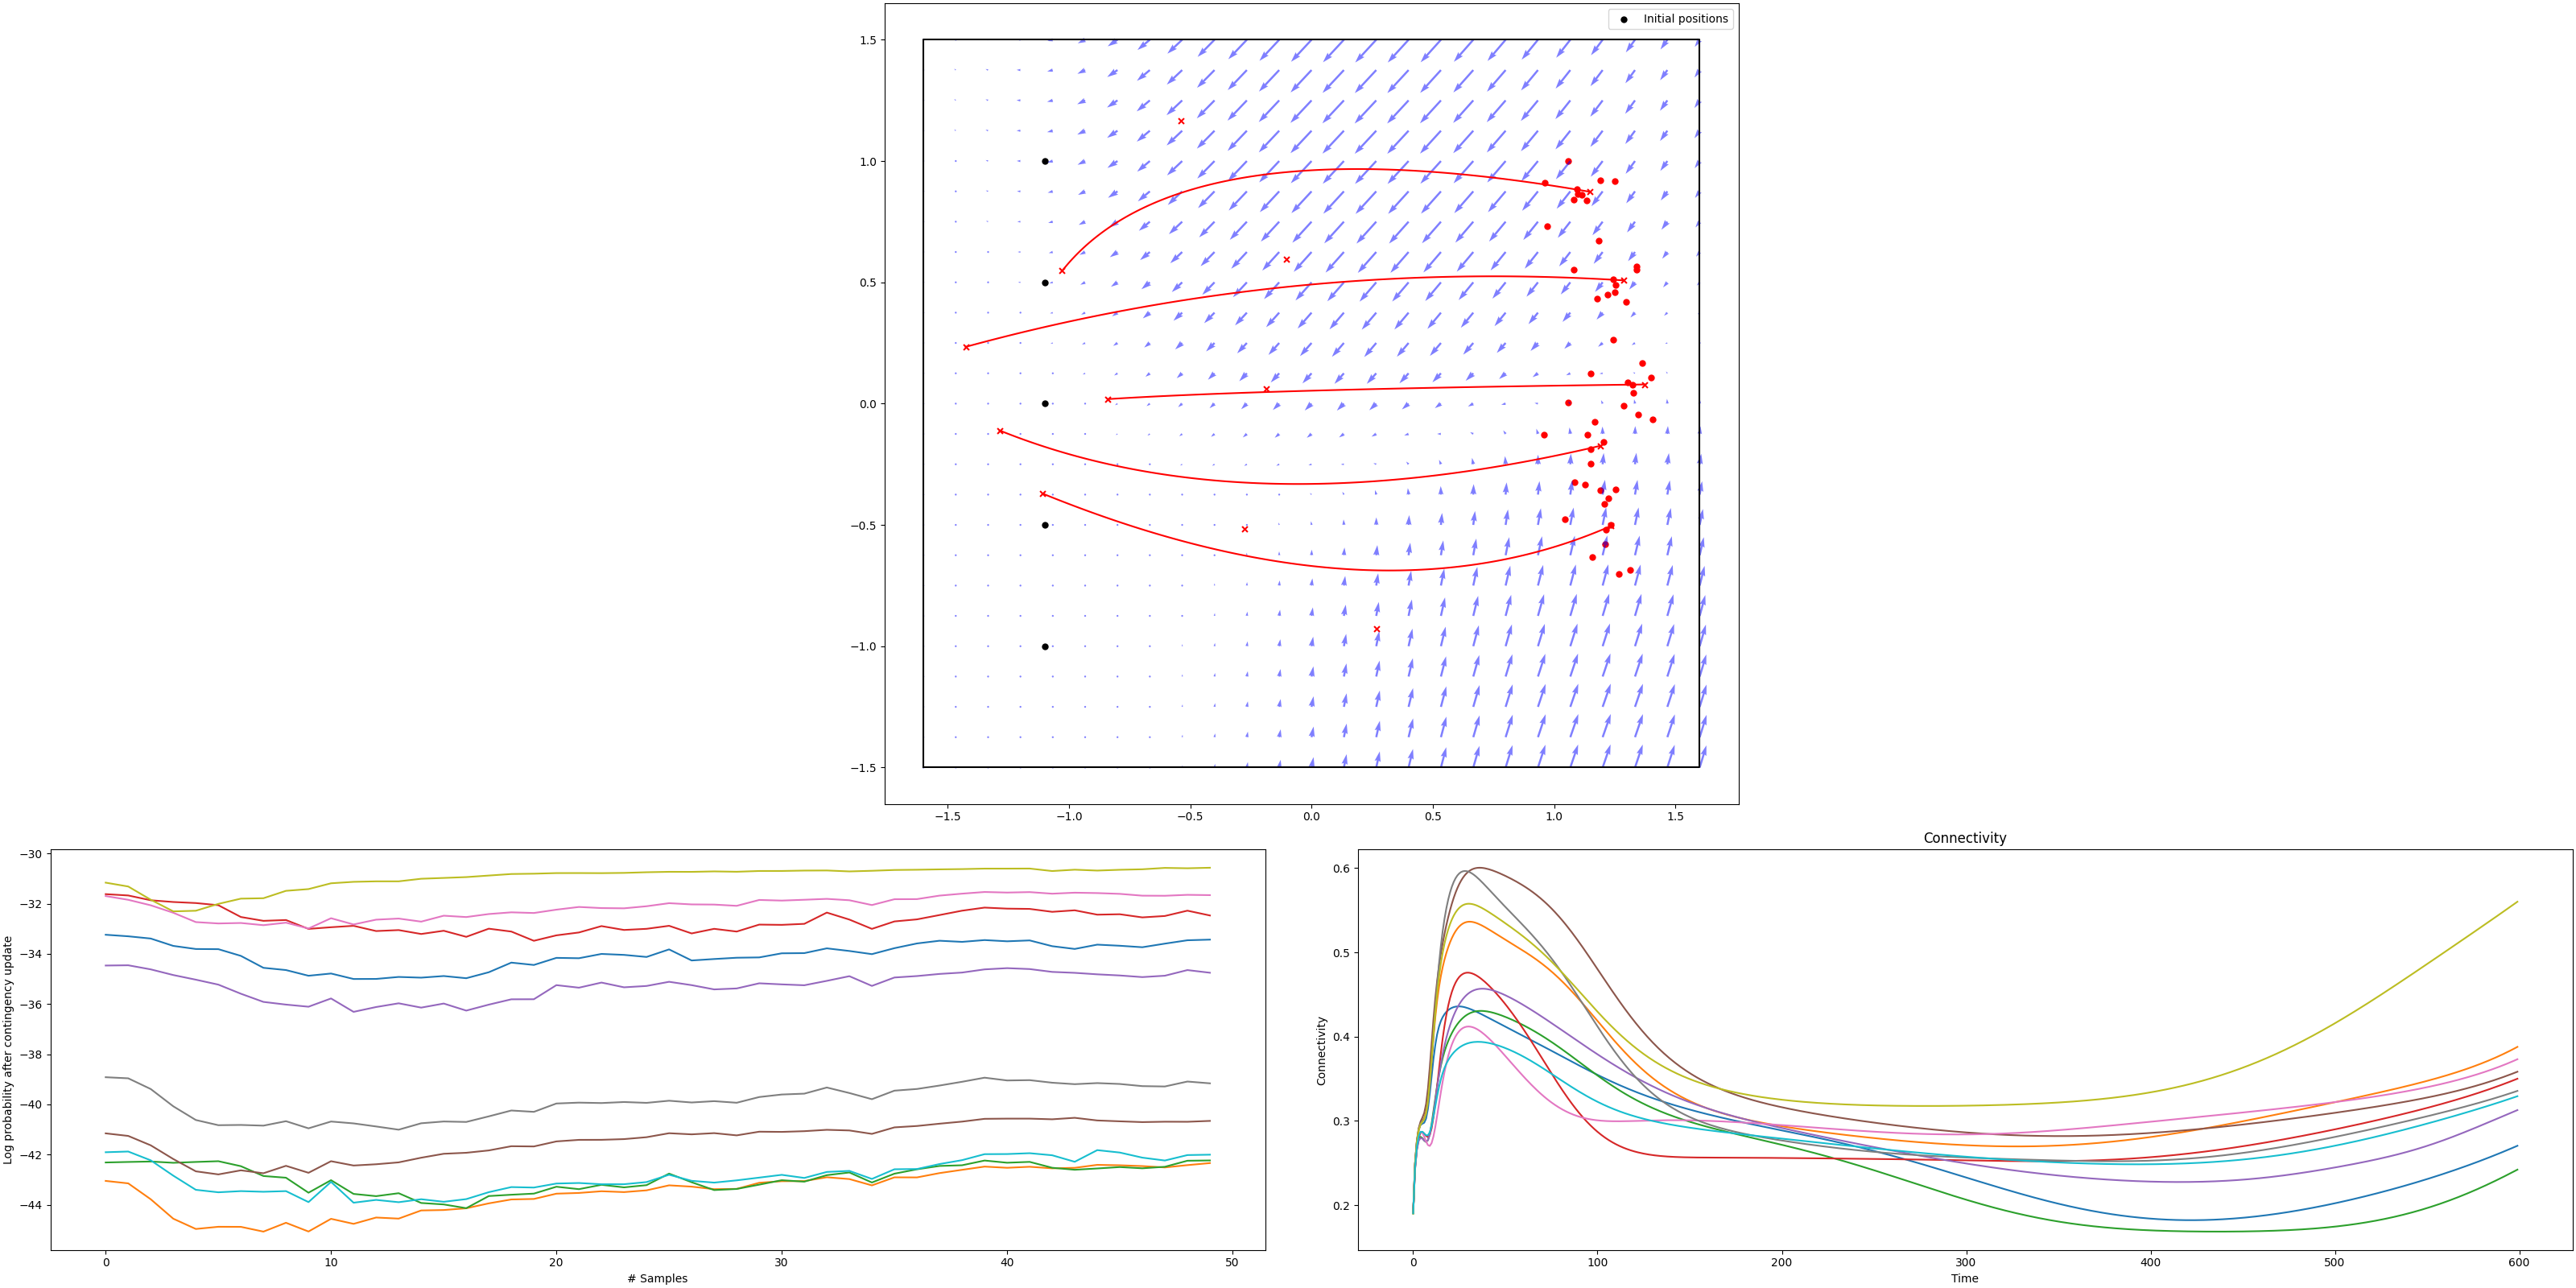 Initial positions
1.5
1.0
0.5
0.0
−0.5
−1.0
−1.5
−1.5 −1.0 −0.5 0.0 0.5 1.0 1.5
Log probability after contingency update
−30
−32
−34
−36
−38
−40
−42
−44
0 10 20 30 40 50
# Samples
Connectivity
Connectivity
0.6
0.5
0.4
0.3
0.2
0 100 200 300 400 500 600
Time